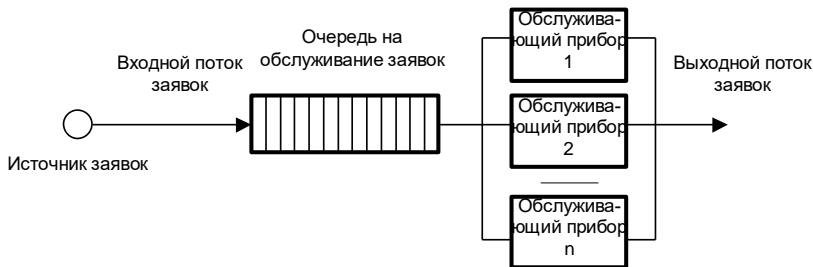 Источник заявок
Входной поток
заявок
Очередь на
обслуживание заявок
Обслужива-
ющий прибор
1
Обслужива-
ющий прибор
2
Обслужива-
ющий прибор
n
Выходной поток
заявок